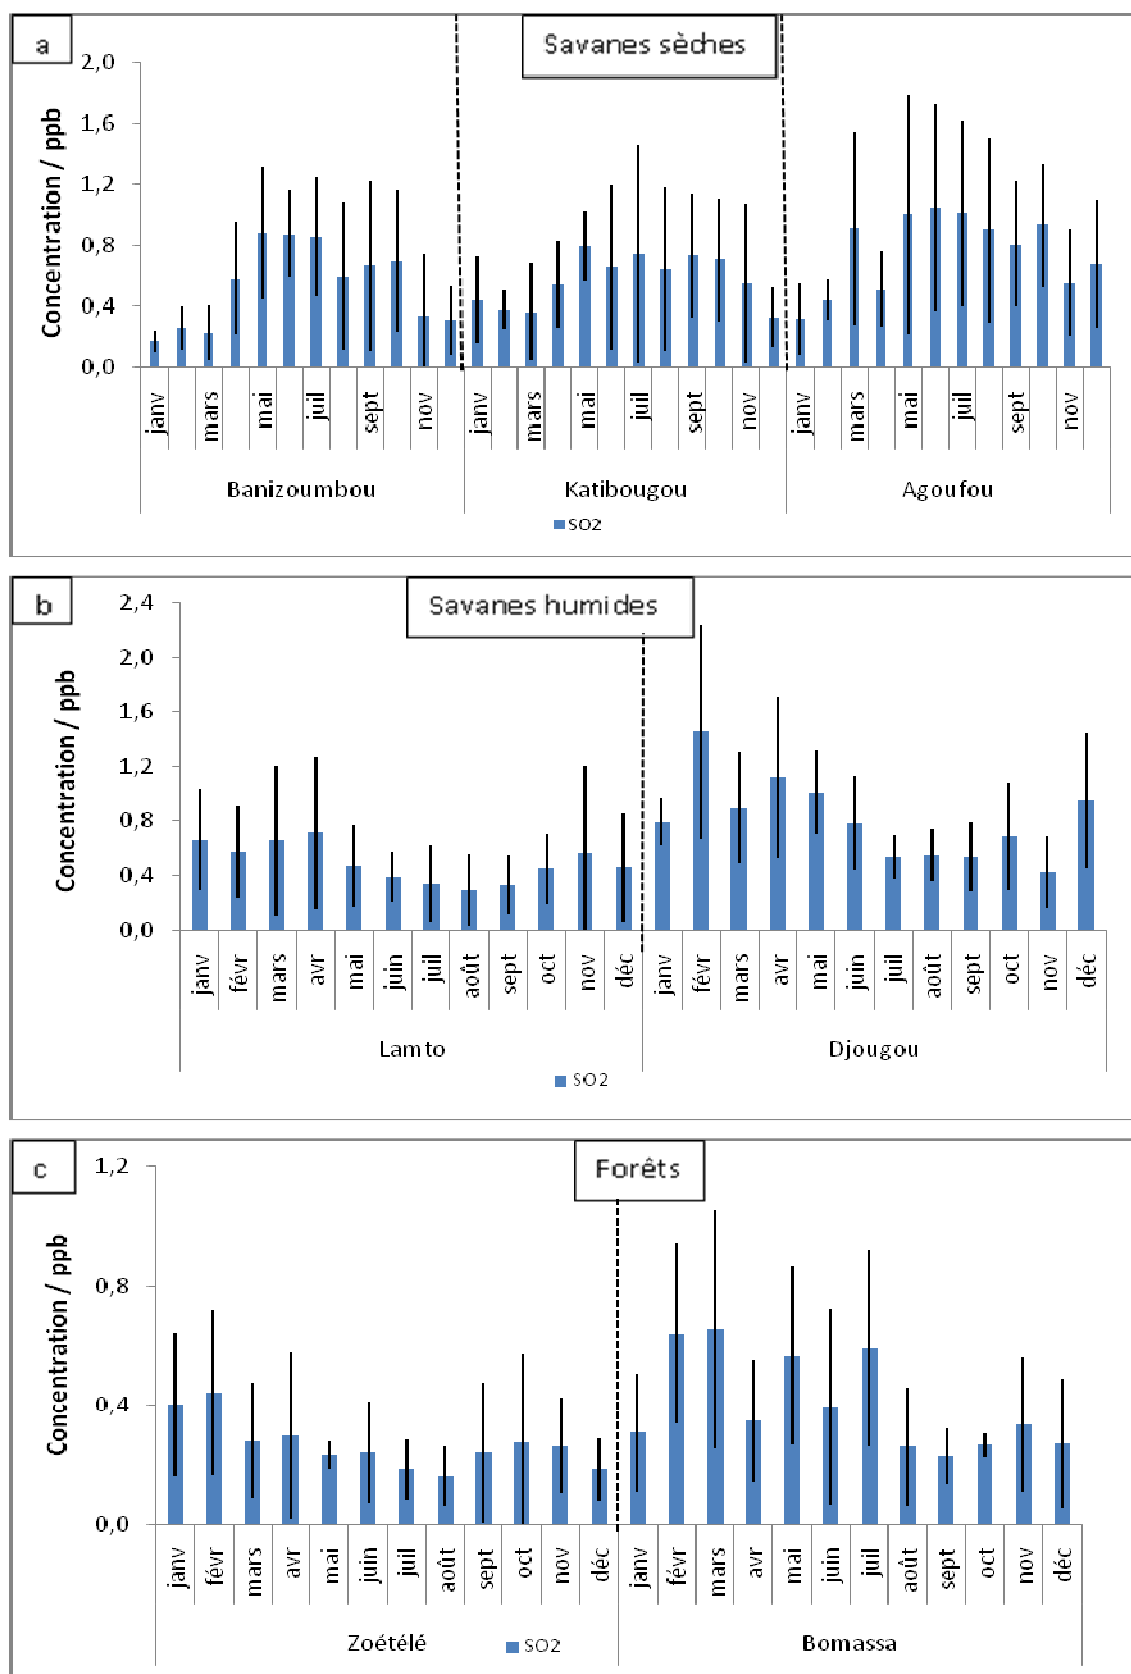 a
Savanes sèches
Concentration / ppb
2,0
1,6
1,2
0,8
0,4
0,0
janv mars mai juil sept nov janv mars mai juil sept nov janv mars mai juil sept nov
Banizoumbou Katibougou Agoufou
SO2
b
Savanes humides
Concentration / ppb
2,4
2,0
1,6
1,2
0,8
0,4
0,0
janv févr mars avr mai juin juil août sept oct nov déc janv févr mars avr mai juin juil août sept oct nov déc
Lamto Djougou
SO2
c
Forêts
Concentration / ppb
1,2
0,8
0,4
0,0
janv févr mars avr mai juin juil août sept oct nov déc janv févr mars avr mai juin juil août sept oct nov déc
Zoétélé SO2 Bomassa